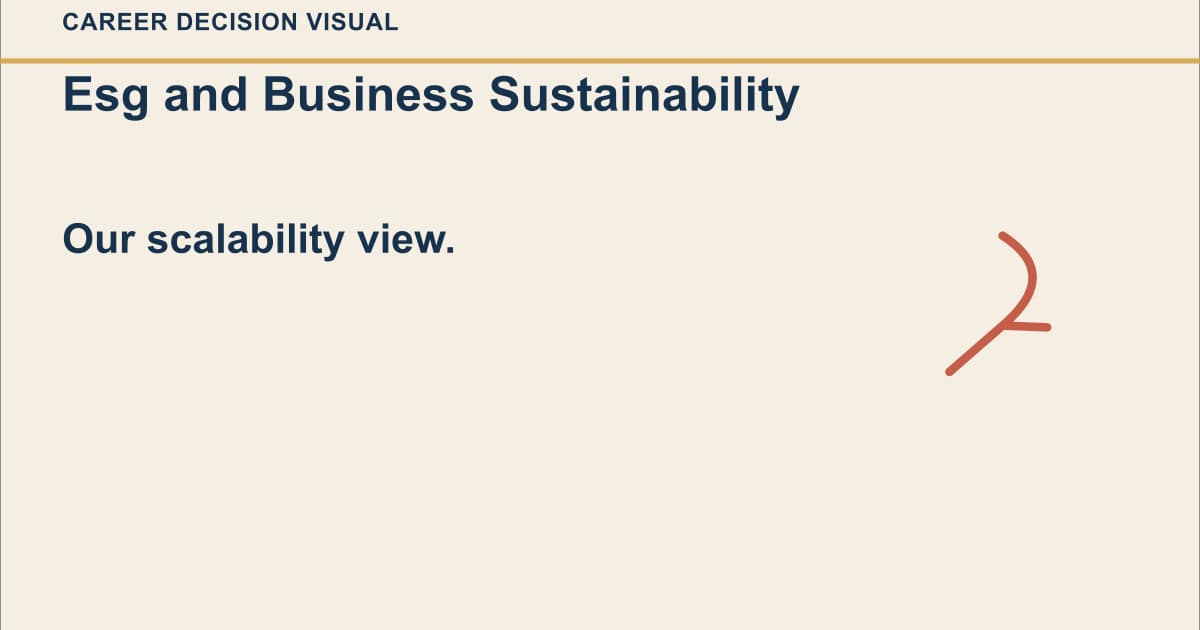 CAREER DECISION VISUAL
Esg and Business Sustainability
Our scalability view.